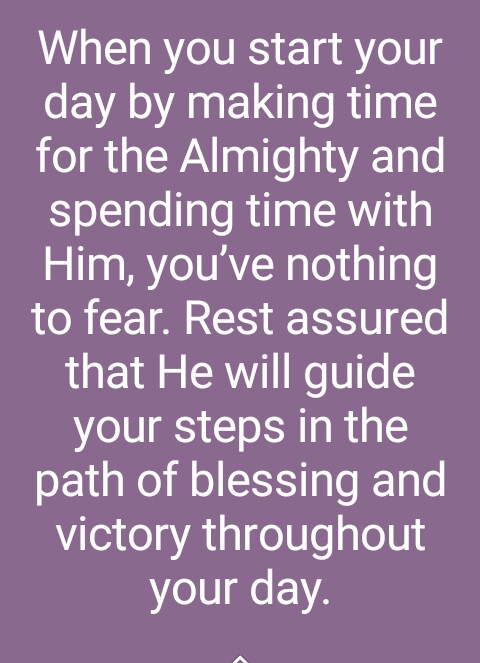 When you start your
day by making time
for the Almighty and
spending time with
Him, you’ve nothing
to fear. Rest assured
that He will guide
your steps in the
path of blessing and
victory throughout
your day.